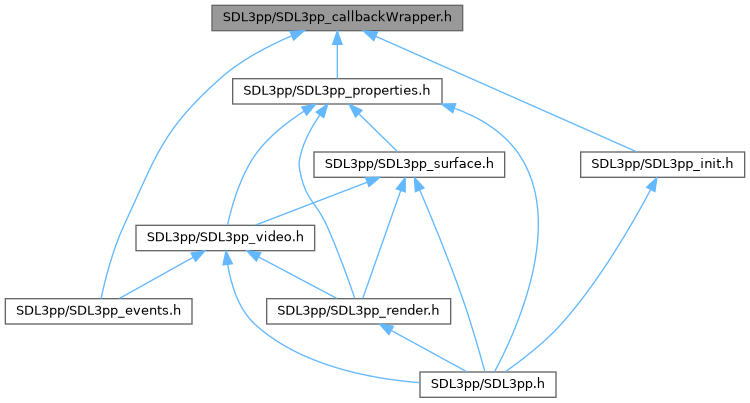 SDL3pp/SDL3pp_callbackWrapper.h
SDL3pp/SDL3pp_properties.h
SDL3pp/SDL3pp_surface.h
SDL3pp/SDL3pp_init.h
SDL3pp/SDL3pp_video.h
SDL3pp/SDL3pp_events.h
SDL3pp/SDL3pp_render.h
SDL3pp/SDL3pp.h